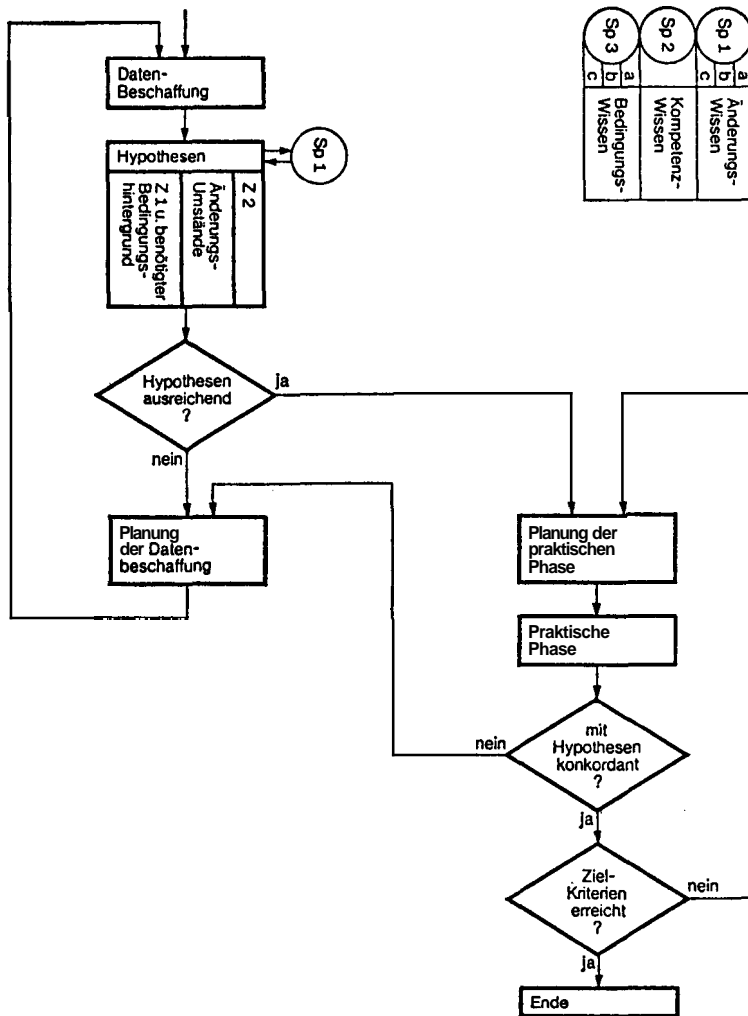 Daten-
Beschaffung
Hypothesen
Sp 1
Z 2
Änderungs-
Umstände
Z 1 u. benötigter
Bedingungs-
hintergrund
Hypothesen
ausreichend
?
ja
nein
Planung
der Daten-
beschaffung
Sp 1
a
b
c
Änderungs-
Wissen
Sp 2
Kompetenz-
Wissen
Sp 3
a
b
c
Bedingungs-
Wissen
Planung der
praktischen
Phase
Praktische
Phase
mit
Hypothesen
konkordant
?
nein
ja
Ziel-
Kriterien
erreicht
?
nein
ja
Ende